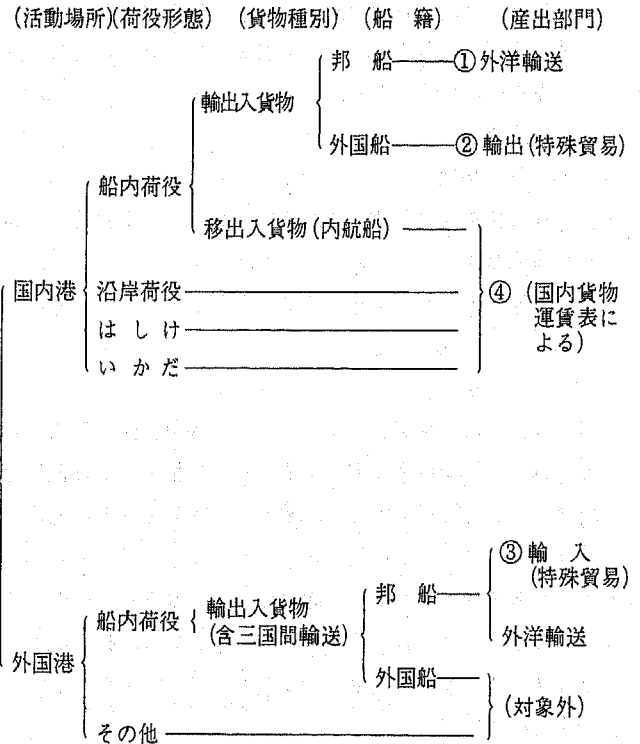 (活動場所)(荷役形態) (貨物種別) (船 籍) (産出部門)
邦 船 ①外洋輸送
輸出入貨物
外国船 ②輸出(特殊貿易)
船内荷役
移出入貨物(内航船)
国内港 沿岸荷役 ④ (国内貨物
運賃表に
はしけ
よる)
いかだ
③輸 入
(特殊貿易)
邦 船
船内荷役 輸出入貨物
(含三国間輸送)
外洋輸送
外国港
外国船
(対象外)
その他